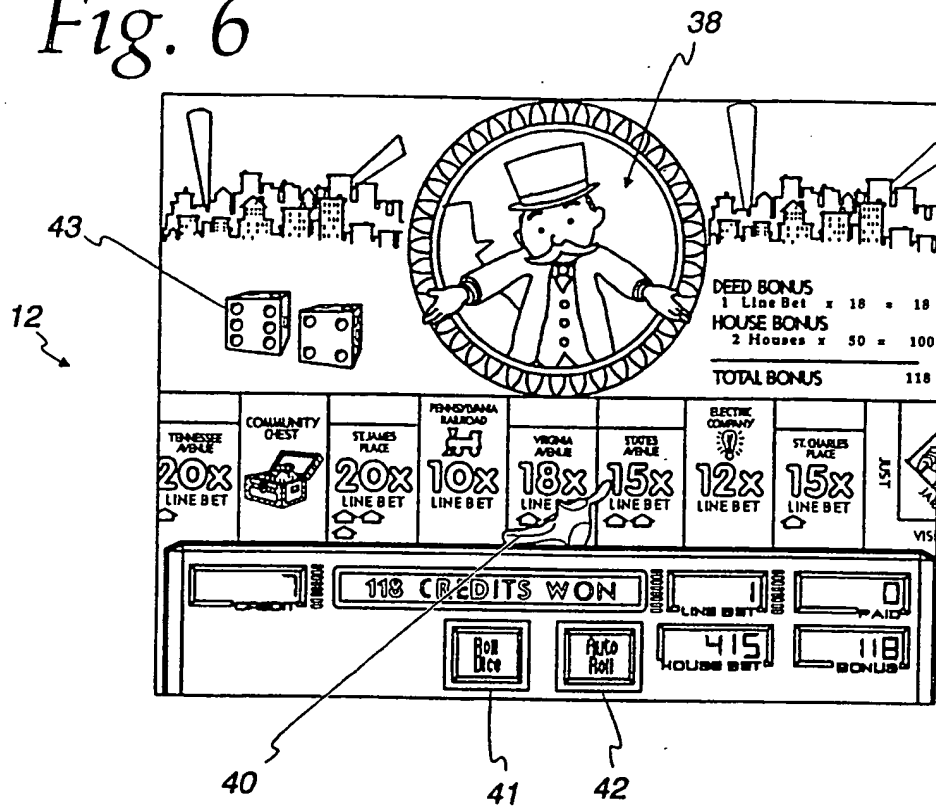 Fig. 6
38
43
12
DEED BONUS
1 Line Bet x 18 = 18
HOUSE BONUS
2 Houses x 50 = 100
TOTAL BONUS 118
TENNESSEE AVENUE
20x
LINE BET
COMMUNITY CHEST
ST. JAMES PLACE
20x
LINE BET
PENNSYLVANIA RAILROAD
10x
LINE BET
VIRGINIA AVENUE
18x
LINE BET
STATES AVENUE
15x
LINE BET
ELECTRIC COMPANY
12x
LINE BET
ST. CHARLES PLACE
15x
LINE BET
JUST
VIS
JA
7
CREDIT
118 CREDITS WON
1
LINE BET
0
PAID
Roll Dice
Auto Roll
415
HOUSE BET
118
BONUS
40
41
42